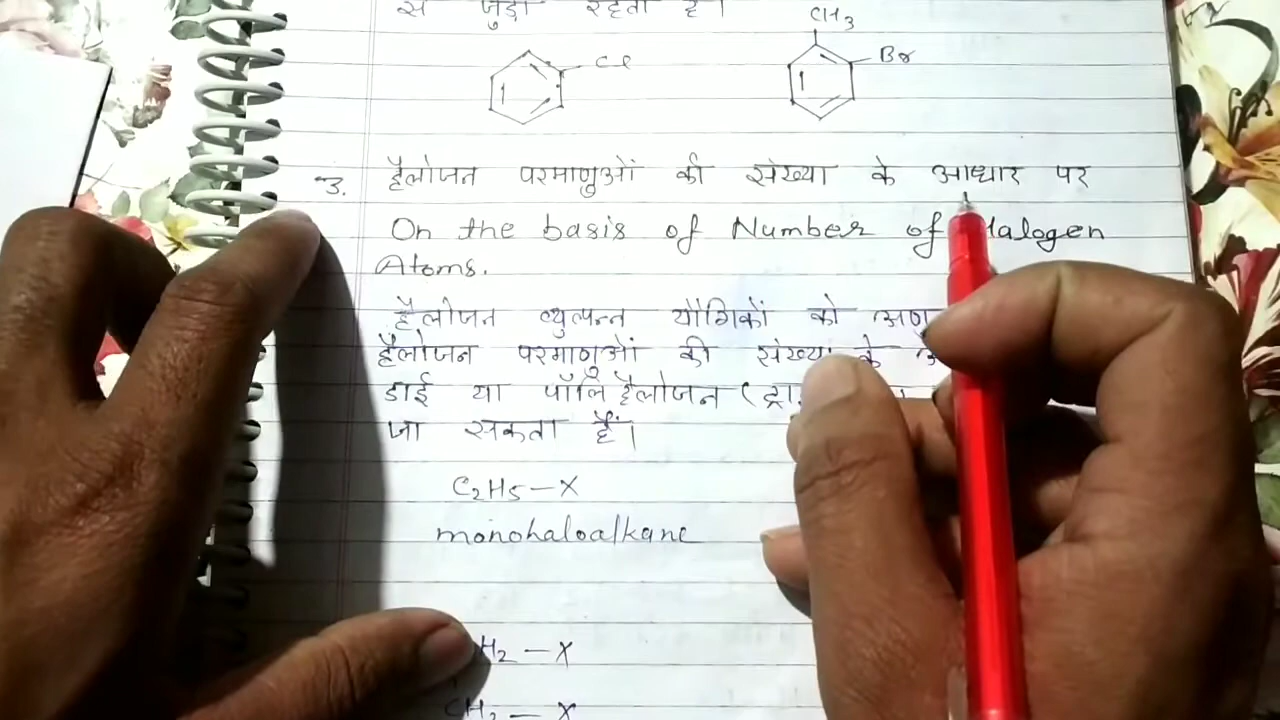 से जुड़ा रहता है।
Cl
CH3
Br
3. हैलोजन परमाणुओं की संख्या के आधार पर
On the basis of Number of Halogen
Atoms.
हैलोजन व्युत्पन्न यौगिकों को
हैलोजन परमाणुओं की संख्या के
डाई या पॉलि हैलोजन
जा सकता है।
C2H5-X
monohaloalkane
H2-X
CH2-X